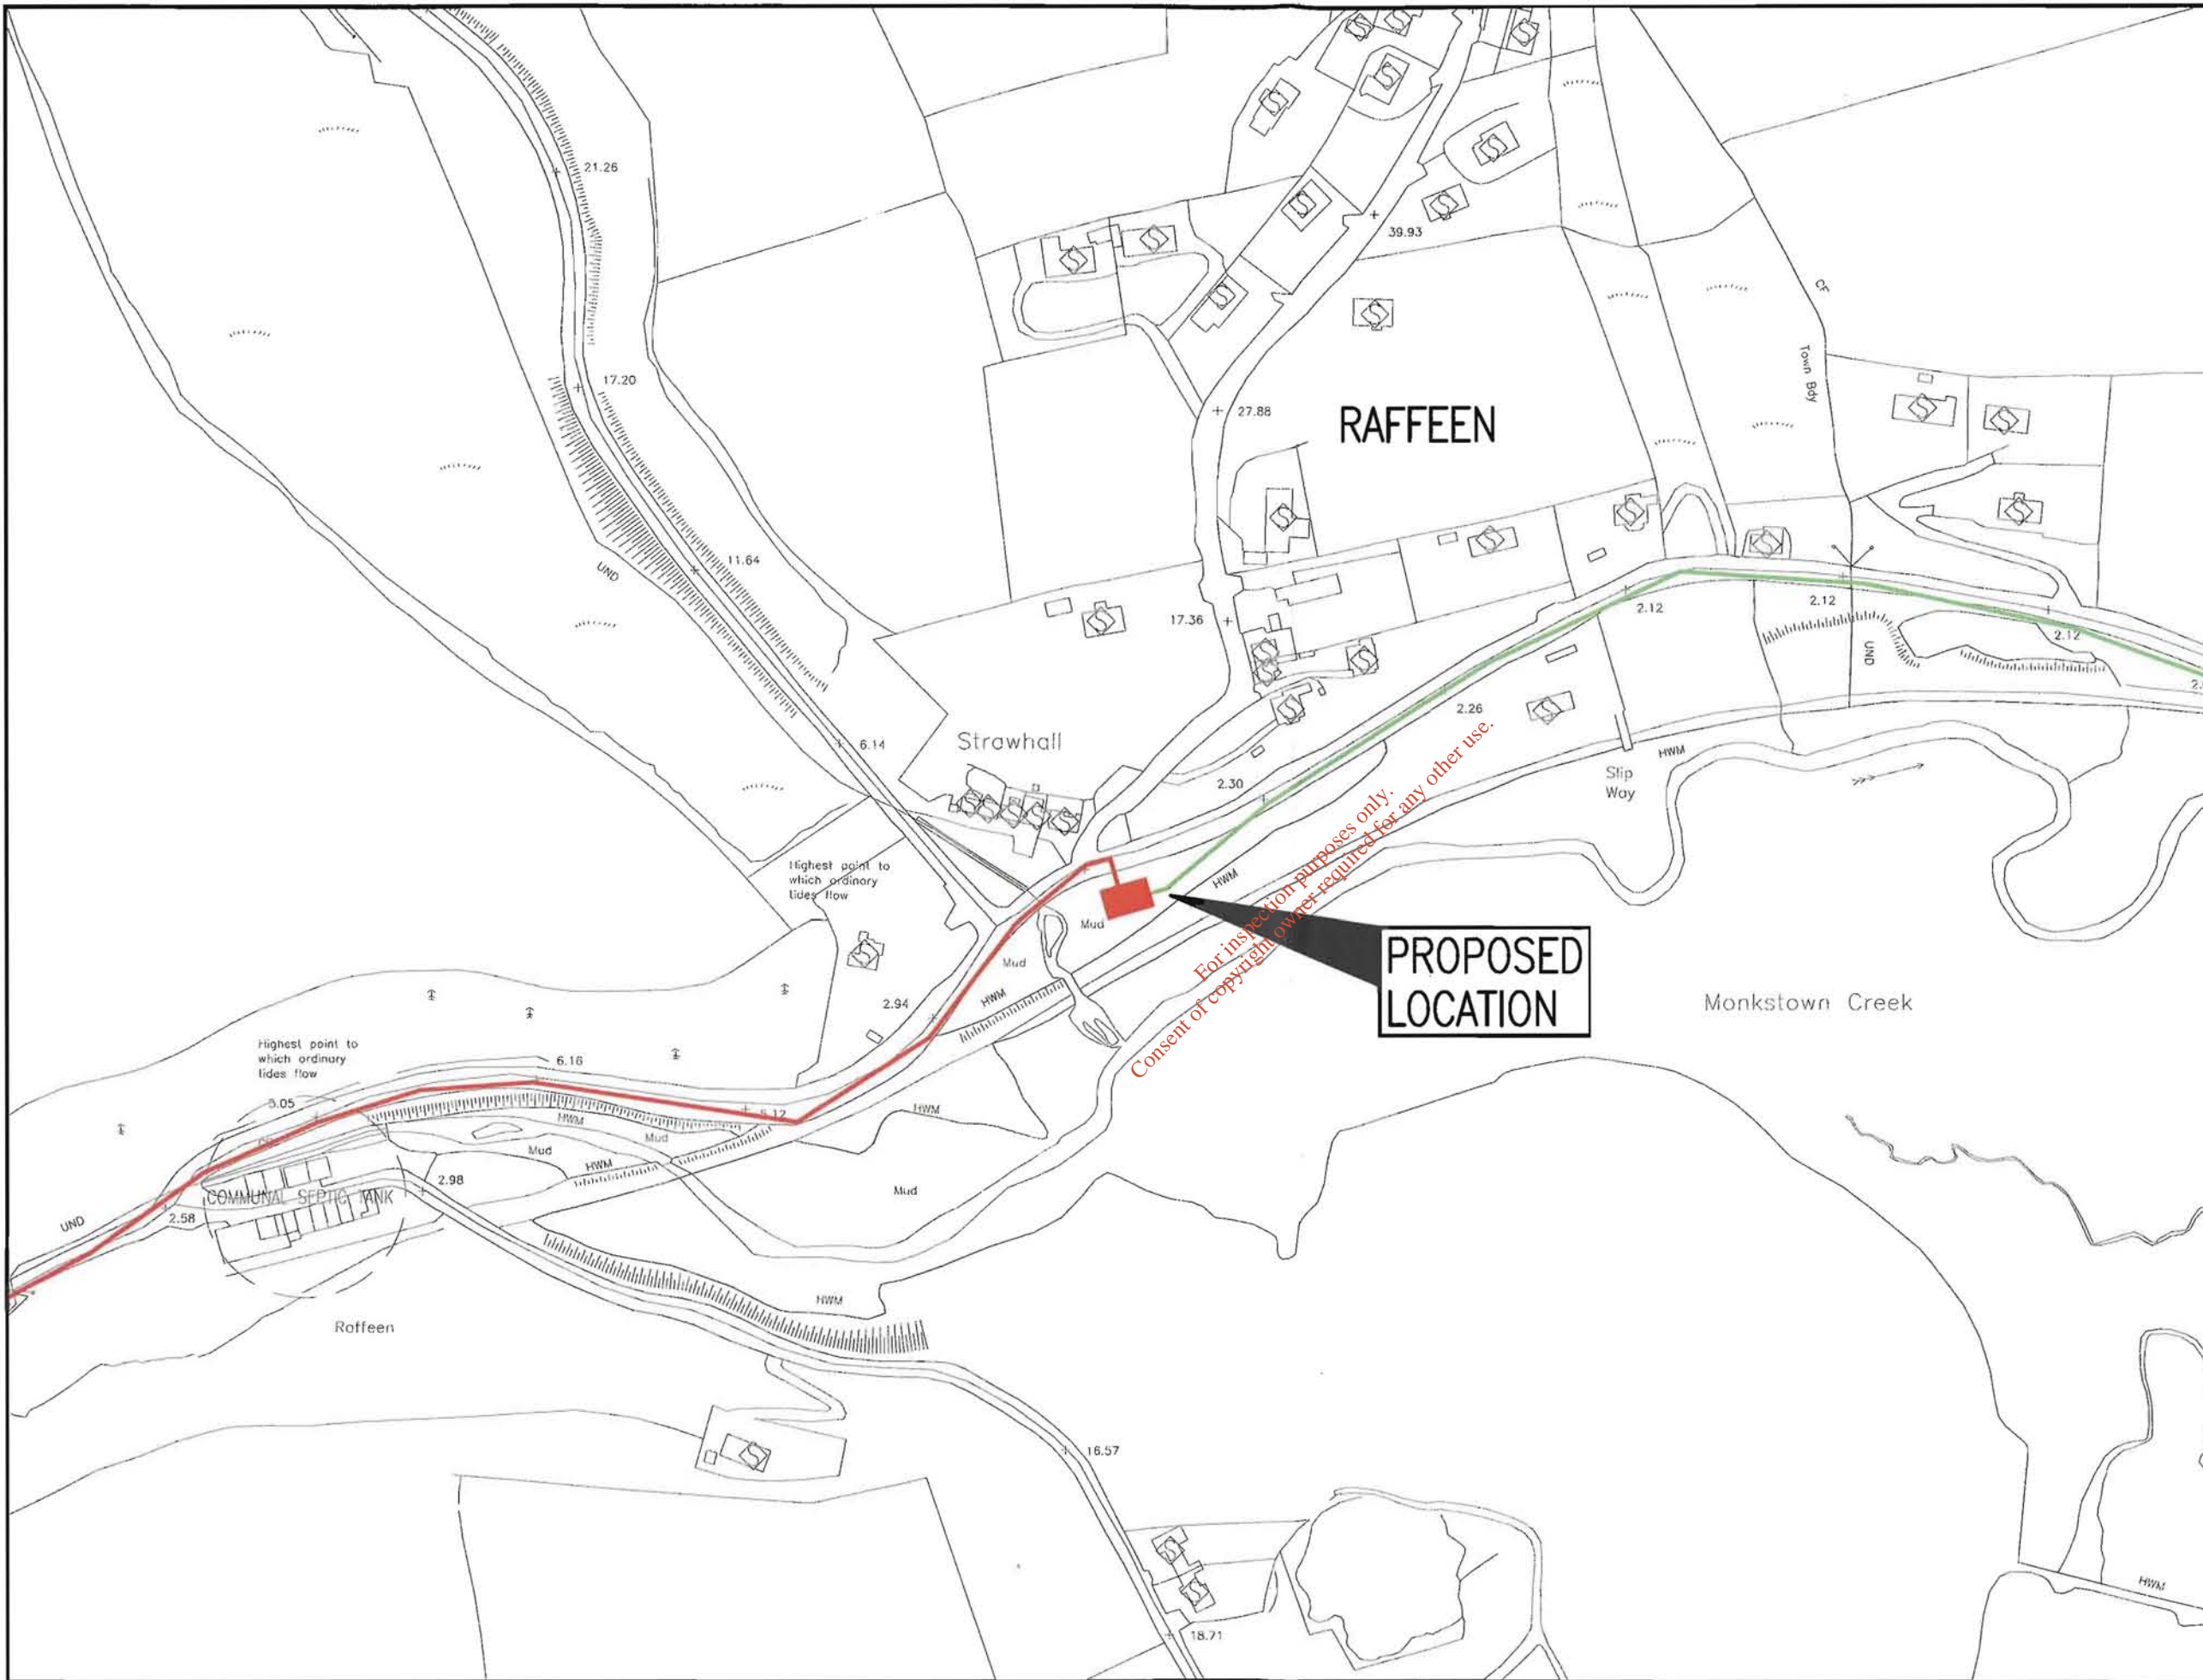 21.26
39.93
CF
Town Bdy
17.20
27.88
RAFFEEN
11.64
UND
17.36
2.12
2.12
2.12
UND
2.26
6.14
Strawhall
HWM
Slip
Way
2.30
Highest point to
which ordinary
tides flow
HWM
Mud
For inspection purposes only.
Consent of copyright owner required for any other use.
PROPOSED
LOCATION
Mud
HWM
2.94
Monkstown Creek
Highest point to
which ordinary
tides flow
6.16
HWM
HWM
Mud
Mud
HWM
Mud
2.98
COMMUNAL SEPTIC TANK
2.58
UND
HWM
Raffeen
16.57
HWM
18.71